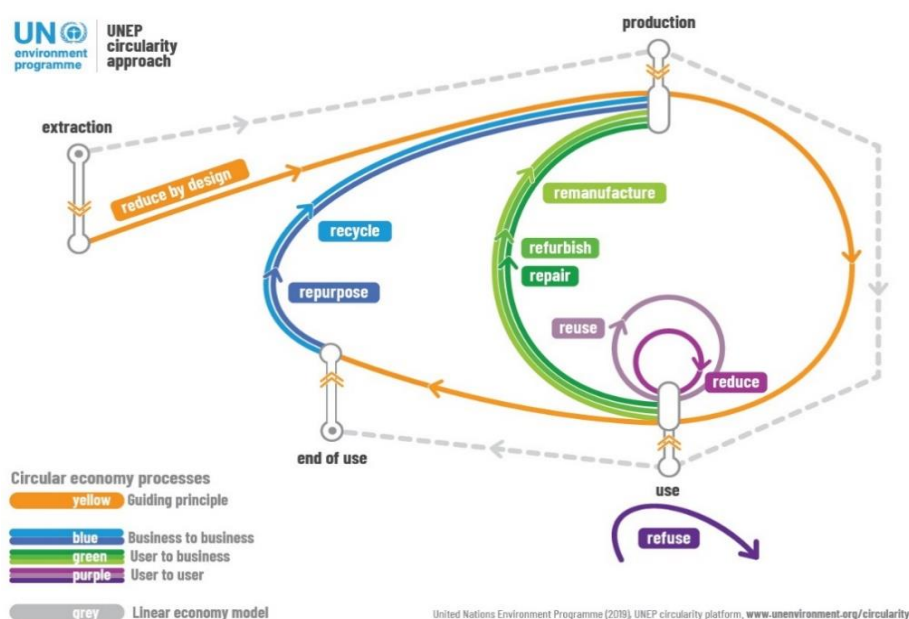 UN
environment
programme
UNEP
circularity
approach
production
extraction
reduce by design
remanufacture
recycle
refurbish
repair
repurpose
reuse
reduce
end of use
use
refuse
Circular economy processes
yellow Guiding principle
blue Business to business
green User to business
purple User to user
grey Linear economy model
United Nations Environment Programme (2019), UNEP circularity platform, www.unenvironment.org/circularity